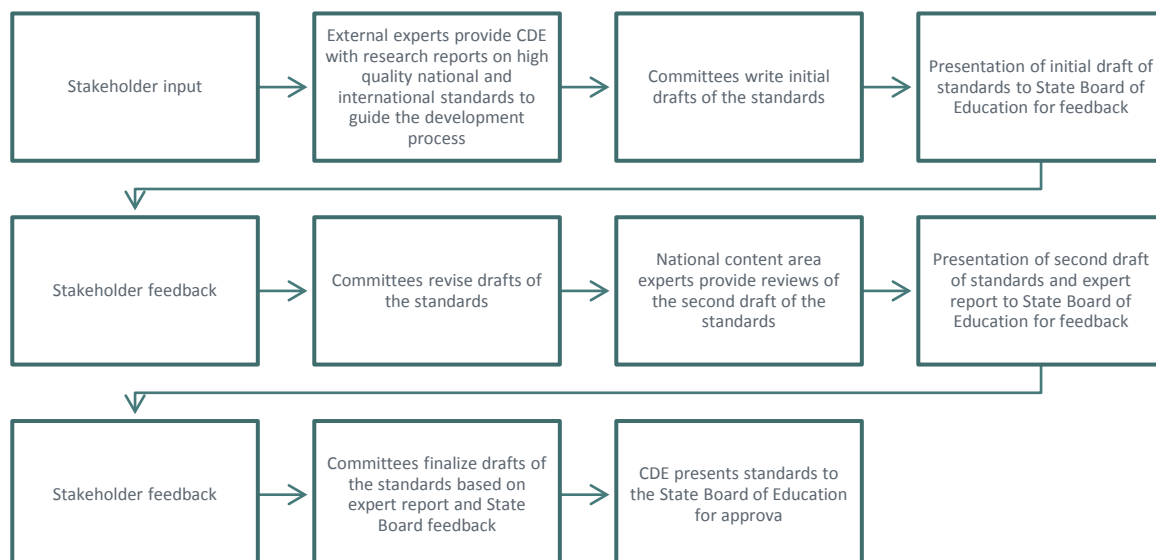 Stakeholder input
External experts provide CDE
with research reports on high
quality national and
international standards to
guide the development
process
Committees write initial
drafts of the standards
Presentation of initial draft of
standards to State Board of
Education for feedback
Stakeholder feedback
Committees revise drafts of
the standards
National content area
experts provide reviews of
the second draft of the
standards
Presentation of second draft
of standards and expert
report to State Board of
Education for feedback
Stakeholder feedback
Committees finalize drafts of
the standards based on
expert report and State
Board feedback
CDE presents standards to
the State Board of Education
for approva